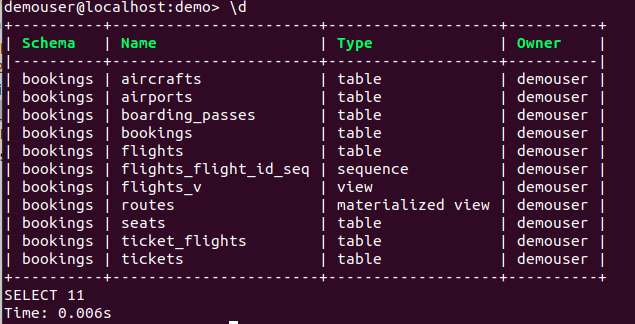 demouser@localhost:demo> \d
+----------+------------------------+-------------------+----------+
| Schema   | Name                   | Type              | Owner    |
|----------+------------------------+-------------------+----------|
| bookings | aircrafts              | table             | demouser |
| bookings | airports               | table             | demouser |
| bookings | boarding_passes        | table             | demouser |
| bookings | bookings               | table             | demouser |
| bookings | flights                | table             | demouser |
| bookings | flights_flight_id_seq  | sequence          | demouser |
| bookings | flights_v              | view              | demouser |
| bookings | routes                 | materialized view | demouser |
| bookings | seats                  | table             | demouser |
| bookings | ticket_flights         | table             | demouser |
| bookings | tickets                | table             | demouser |
+----------+------------------------+-------------------+----------+
SELECT 11
Time: 0.006s